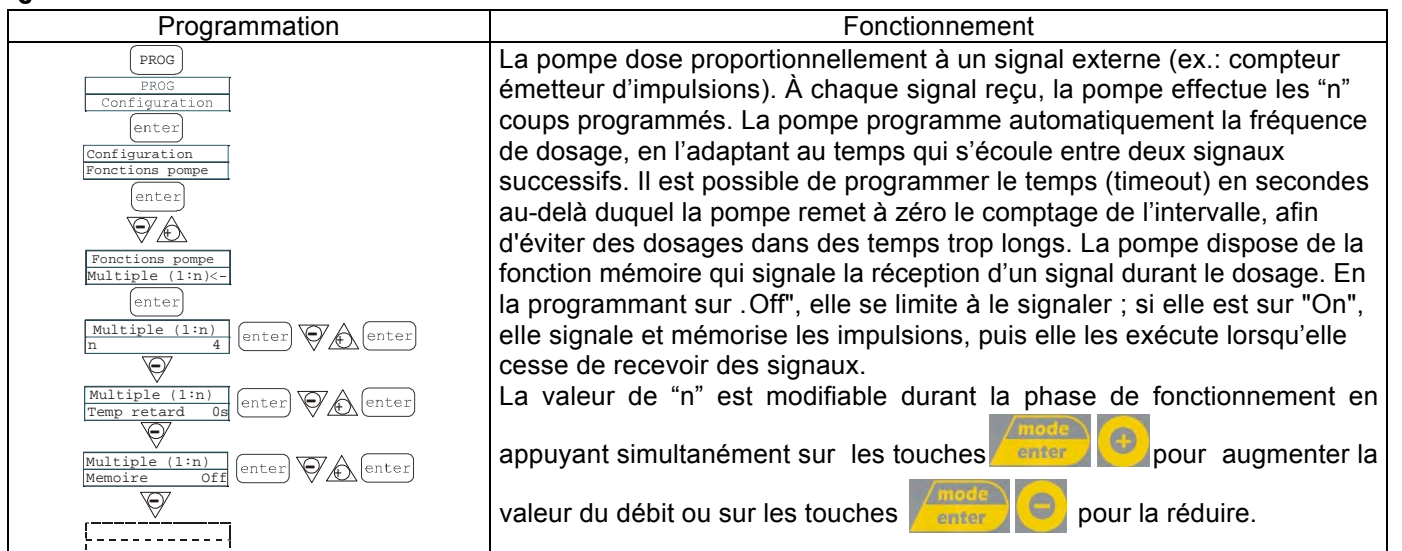 Programmation
PROG
PROG
Configuration
enter
Configuration
Fonctions pompe
enter
Fonctions pompe
Multiple (1:n)<-
enter
Multiple (1:n)
n 4
enter enter
Multiple (1:n)
Temp retard 0s
enter enter
Multiple (1:n)
Memoire Off
enter enter
Fonctionnement
La pompe dose proportionnellement à un signal externe (ex.: compteur
émetteur d’impulsions). À chaque signal reçu, la pompe effectue les “n”
coups programmés. La pompe programme automatiquement la fréquence
de dosage, en l’adaptant au temps qui s’écoule entre deux signaux
successifs. Il est possible de programmer le temps (timeout) en secondes
au-delà duquel la pompe remet à zéro le comptage de l’intervalle, afin
d'éviter des dosages dans des temps trop longs. La pompe dispose de la
fonction mémoire qui signale la réception d’un signal durant le dosage. En
la programmant sur .Off", elle se limite à le signaler ; si elle est sur "On",
elle signale et mémorise les impulsions, puis elle les exécute lorsqu’elle
cesse de recevoir des signaux.
La valeur de “n” est modifiable durant la phase de fonctionnement en
appuyant simultanément sur les touches mode enter + pour augmenter la
valeur du débit ou sur les touches mode enter - pour la réduire.